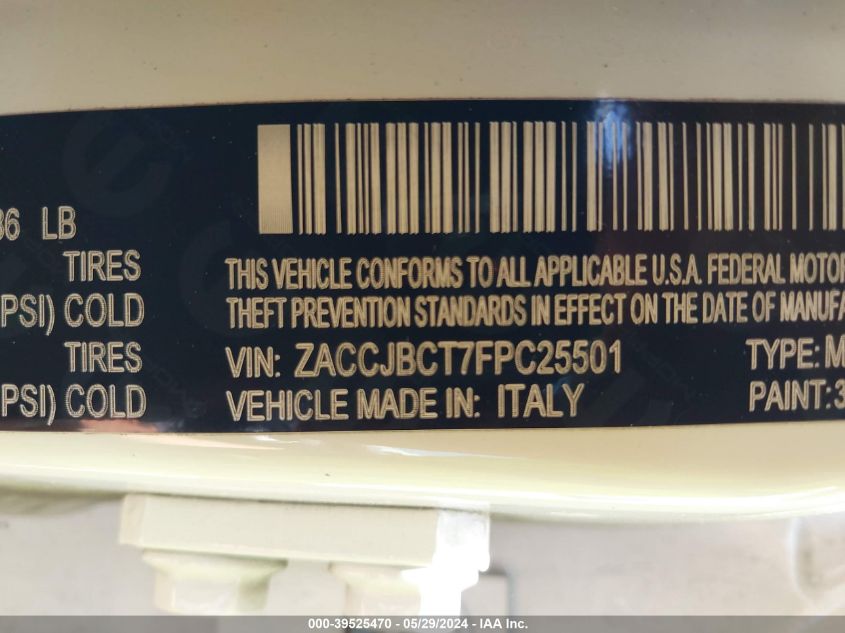 36 LB
TIRES
PSI) COLD
TIRES
PSI) COLD
THIS VEHICLE CONFORMS TO ALL APPLICABLE U.S.A. FEDERAL MOTOR
THEFT PREVENTION STANDARDS IN EFFECT ON THE DATE OF MANUFA
VIN: ZACCJBCT7FPC25501 TYPE: M
VEHICLE MADE IN: ITALY PAINT: 3
000-39525470 - 05/29/2024 - IAA Inc.